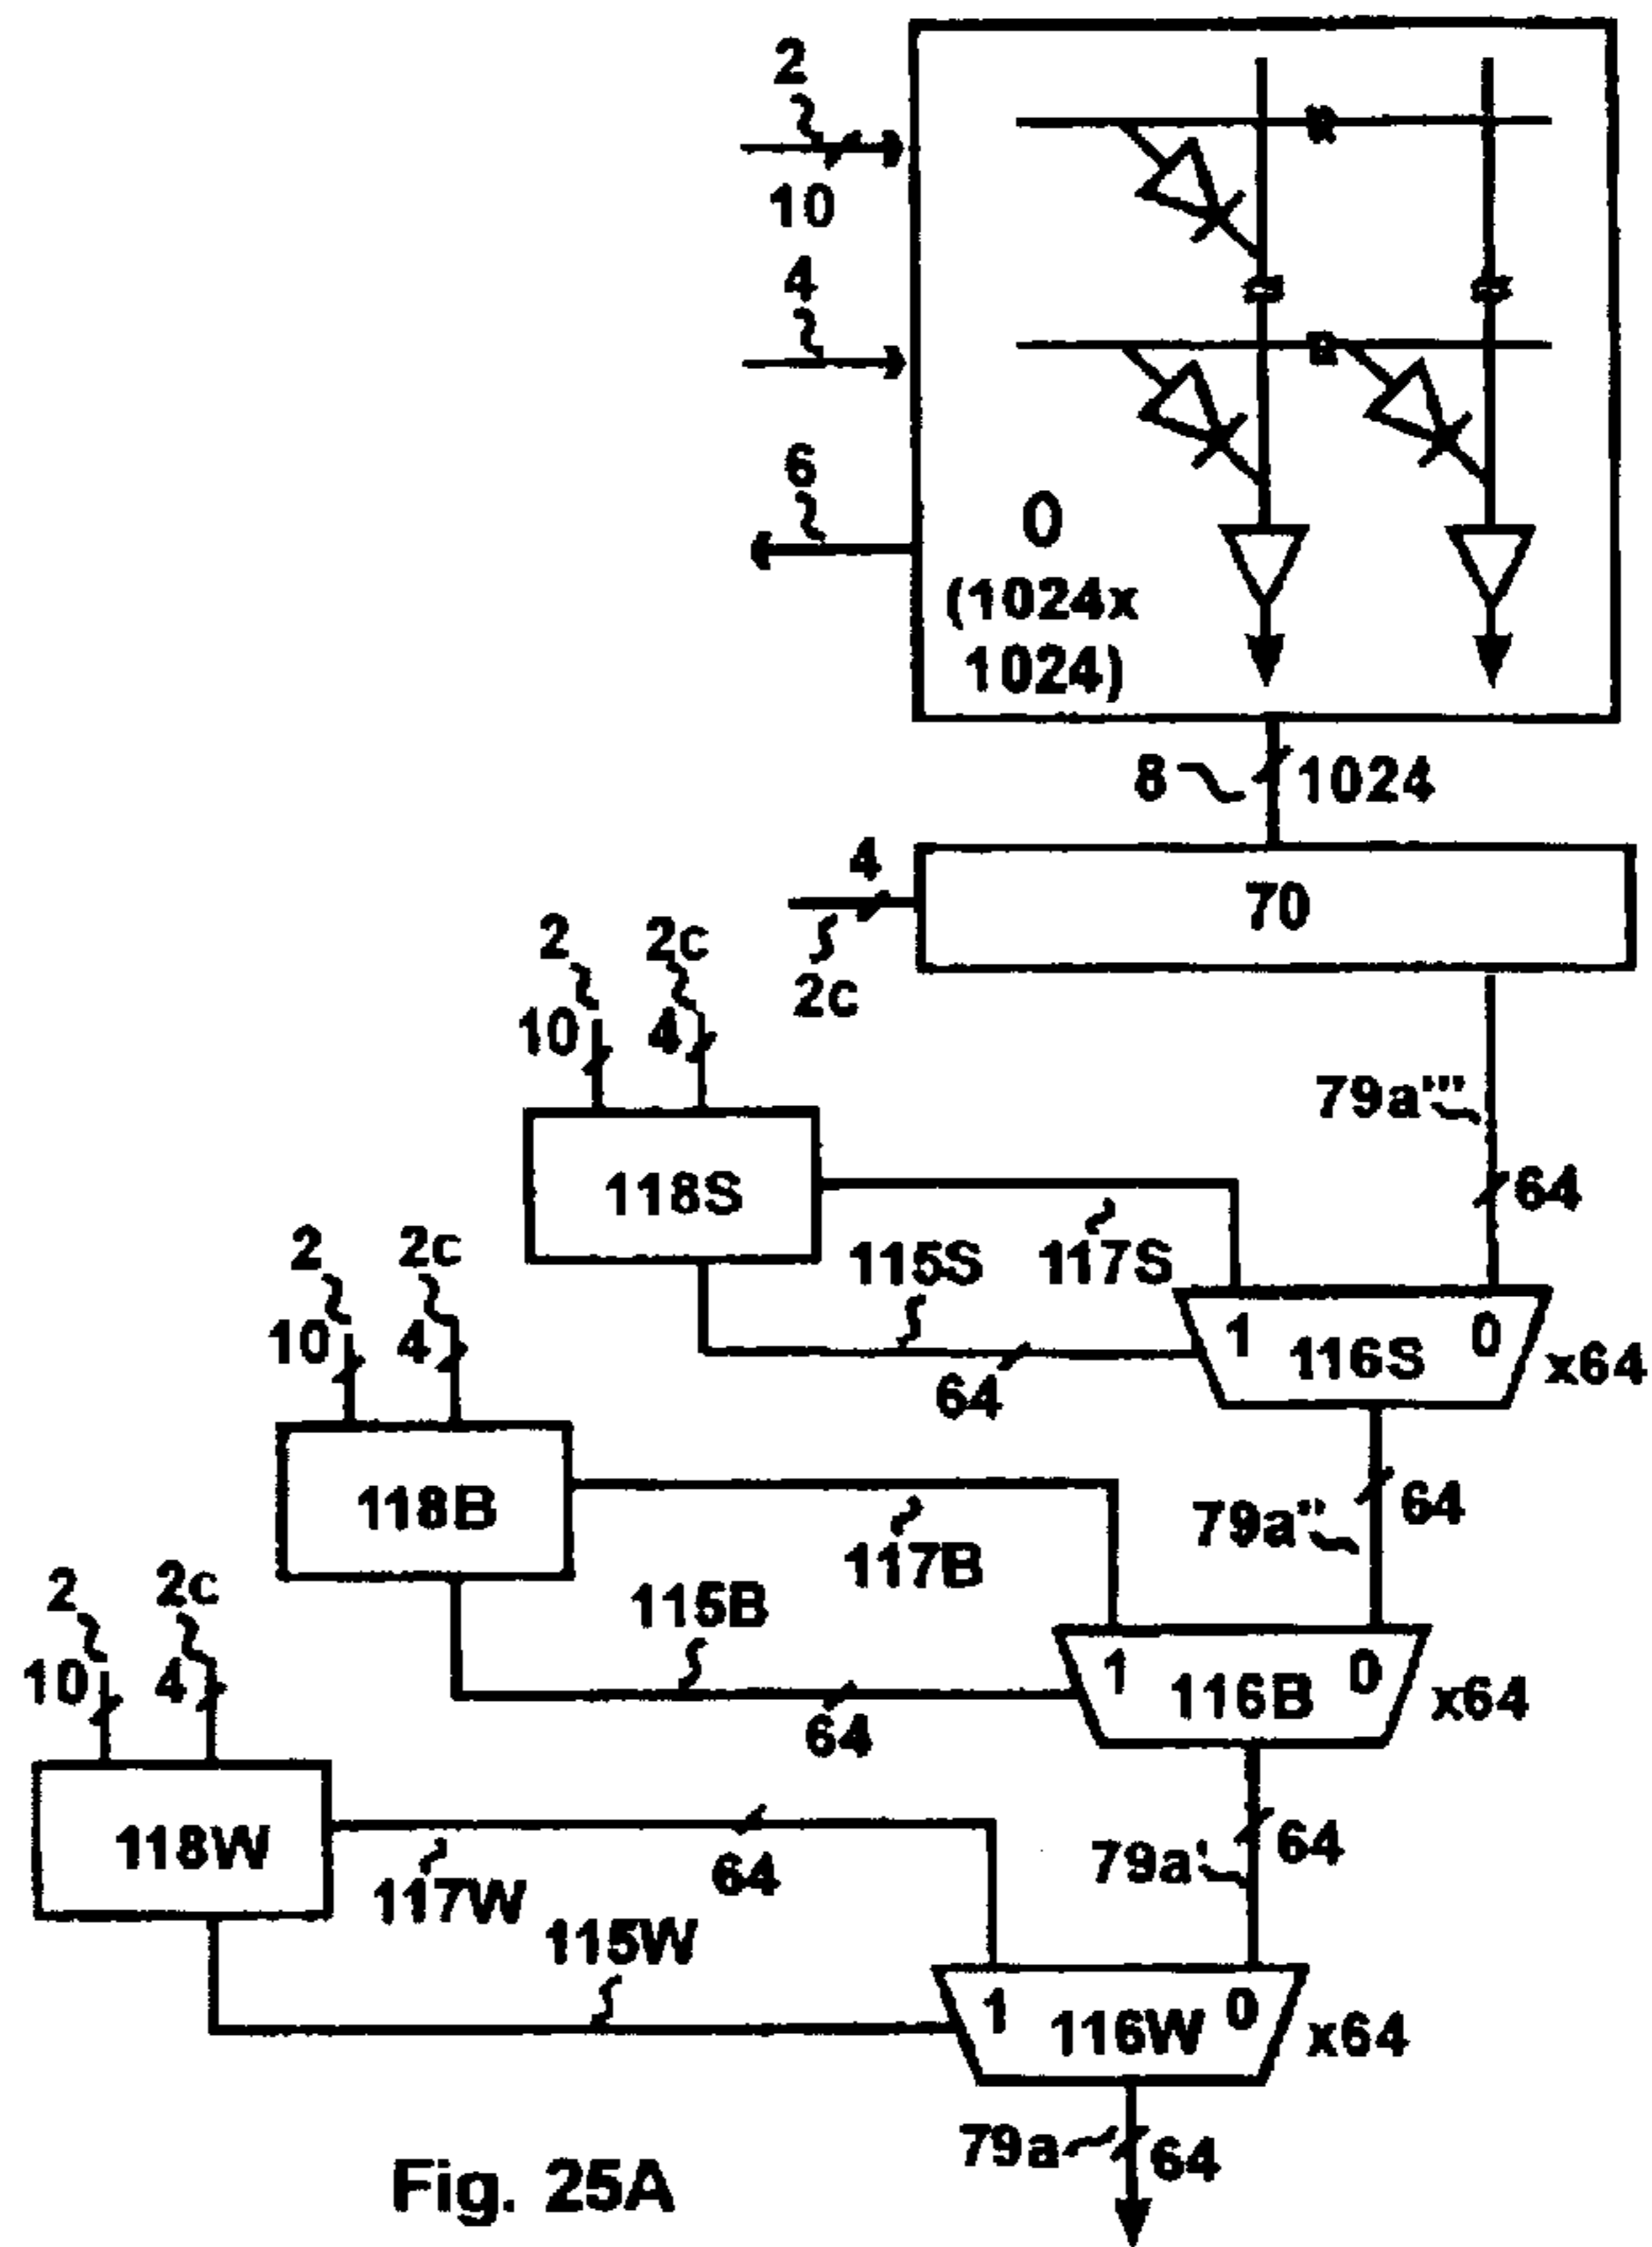 2
10
4
6
0
(1024x
1024)
8
1024
4
70
2c
2
2c
10
4
79a'''
118S
64
117S
115S
1
116S
0
x64
64
2
2c
10
4
118B
79a''
64
117B
115B
1
116B
0
x64
64
2
2c
10
4
118W
79a'
64
64
117W
115W
1
116W
0
x64
79a
64
Fig. 25A